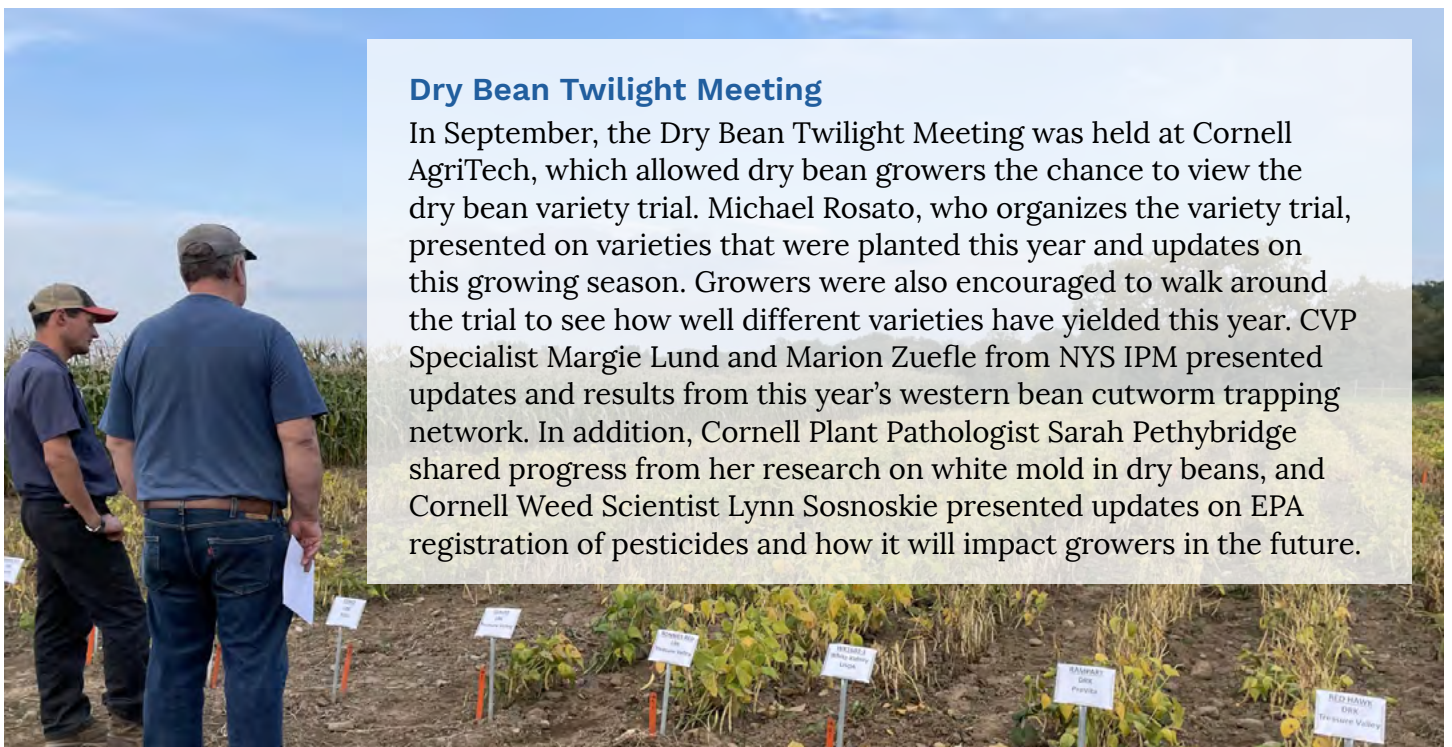 Dry Bean Twilight Meeting
In September, the Dry Bean Twilight Meeting was held at Cornell
AgriTech, which allowed dry bean growers the chance to view the
dry bean variety trial. Michael Rosato, who organizes the variety trial,
presented on varieties that were planted this year and updates on
this growing season. Growers were also encouraged to walk around
the trial to see how well different varieties have yielded this year. CVP
Specialist Margie Lund and Marion Zuefle from NYS IPM presented
updates and results from this year’s western bean cutworm trapping
network. In addition, Cornell Plant Pathologist Sarah Pethybridge
shared progress from her research on white mold in dry beans, and
Cornell Weed Scientist Lynn Sosnoskie presented updates on EPA
registration of pesticides and how it will impact growers in the future.
LRK
Treasure Valley
White Kidney
RAMPART
DRK
RED HAWK
DRK
Treasure Valley